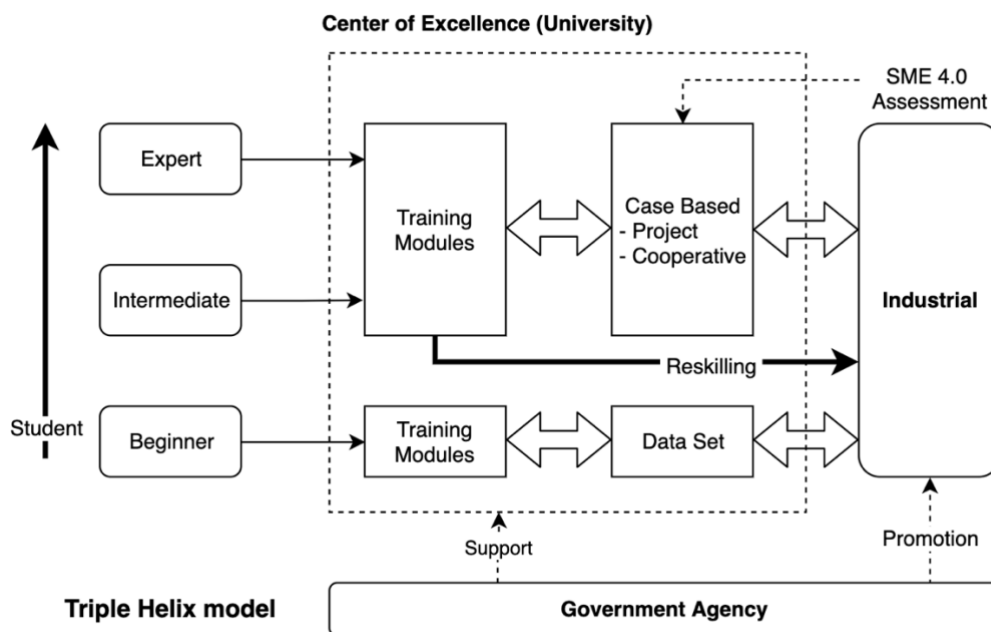 Center of Excellence (University)
SME 4.0
Assessment
Expert
Training
Modules
Case Based
- Project
- Cooperative
Intermediate
Industrial
Reskilling
Student
Beginner
Training
Modules
Data Set
Support
Promotion
Triple Helix model
Government Agency